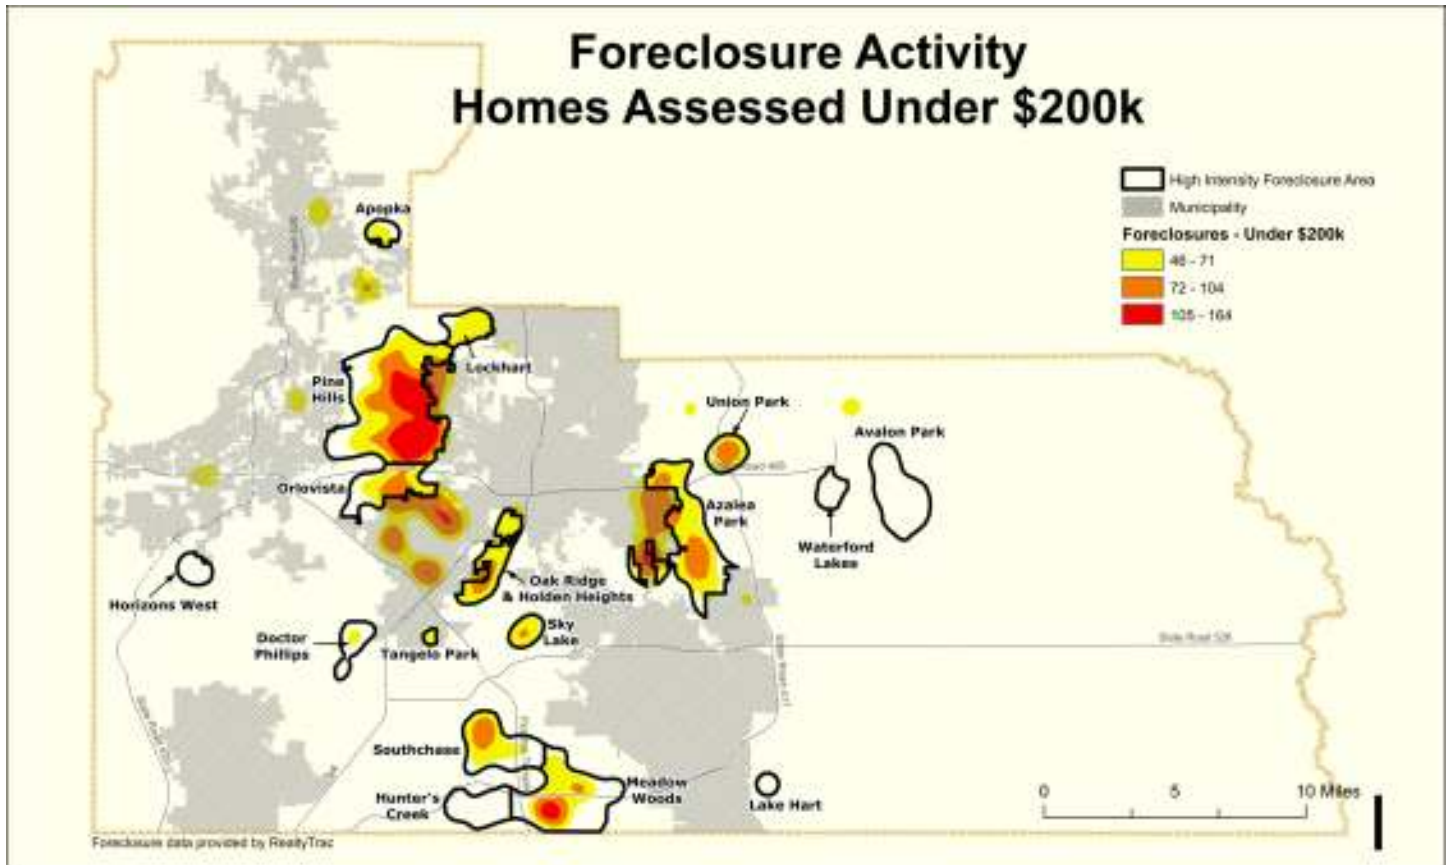 Foreclosure Activity
Homes Assessed Under $200k
High Intensity Foreclosure Area
Municipality
Foreclosures - Under $200k
46 - 71
72 - 104
105 - 164
Apopka
Lockhart
Pine
Hills
Union Park
Avalon Park
Orlovista
Azalea
Park
Waterford
Lakes
Horizons West
Oak Ridge
& Holden Heights
Sky
Lake
Doctor
Phillips
Tangelo Park
State Road 528
Southchase
Meadow
Woods
Hunter's
Creek
Lake Hart
0 5 10 Miles
Foreclosure data provided by RealtyTrac